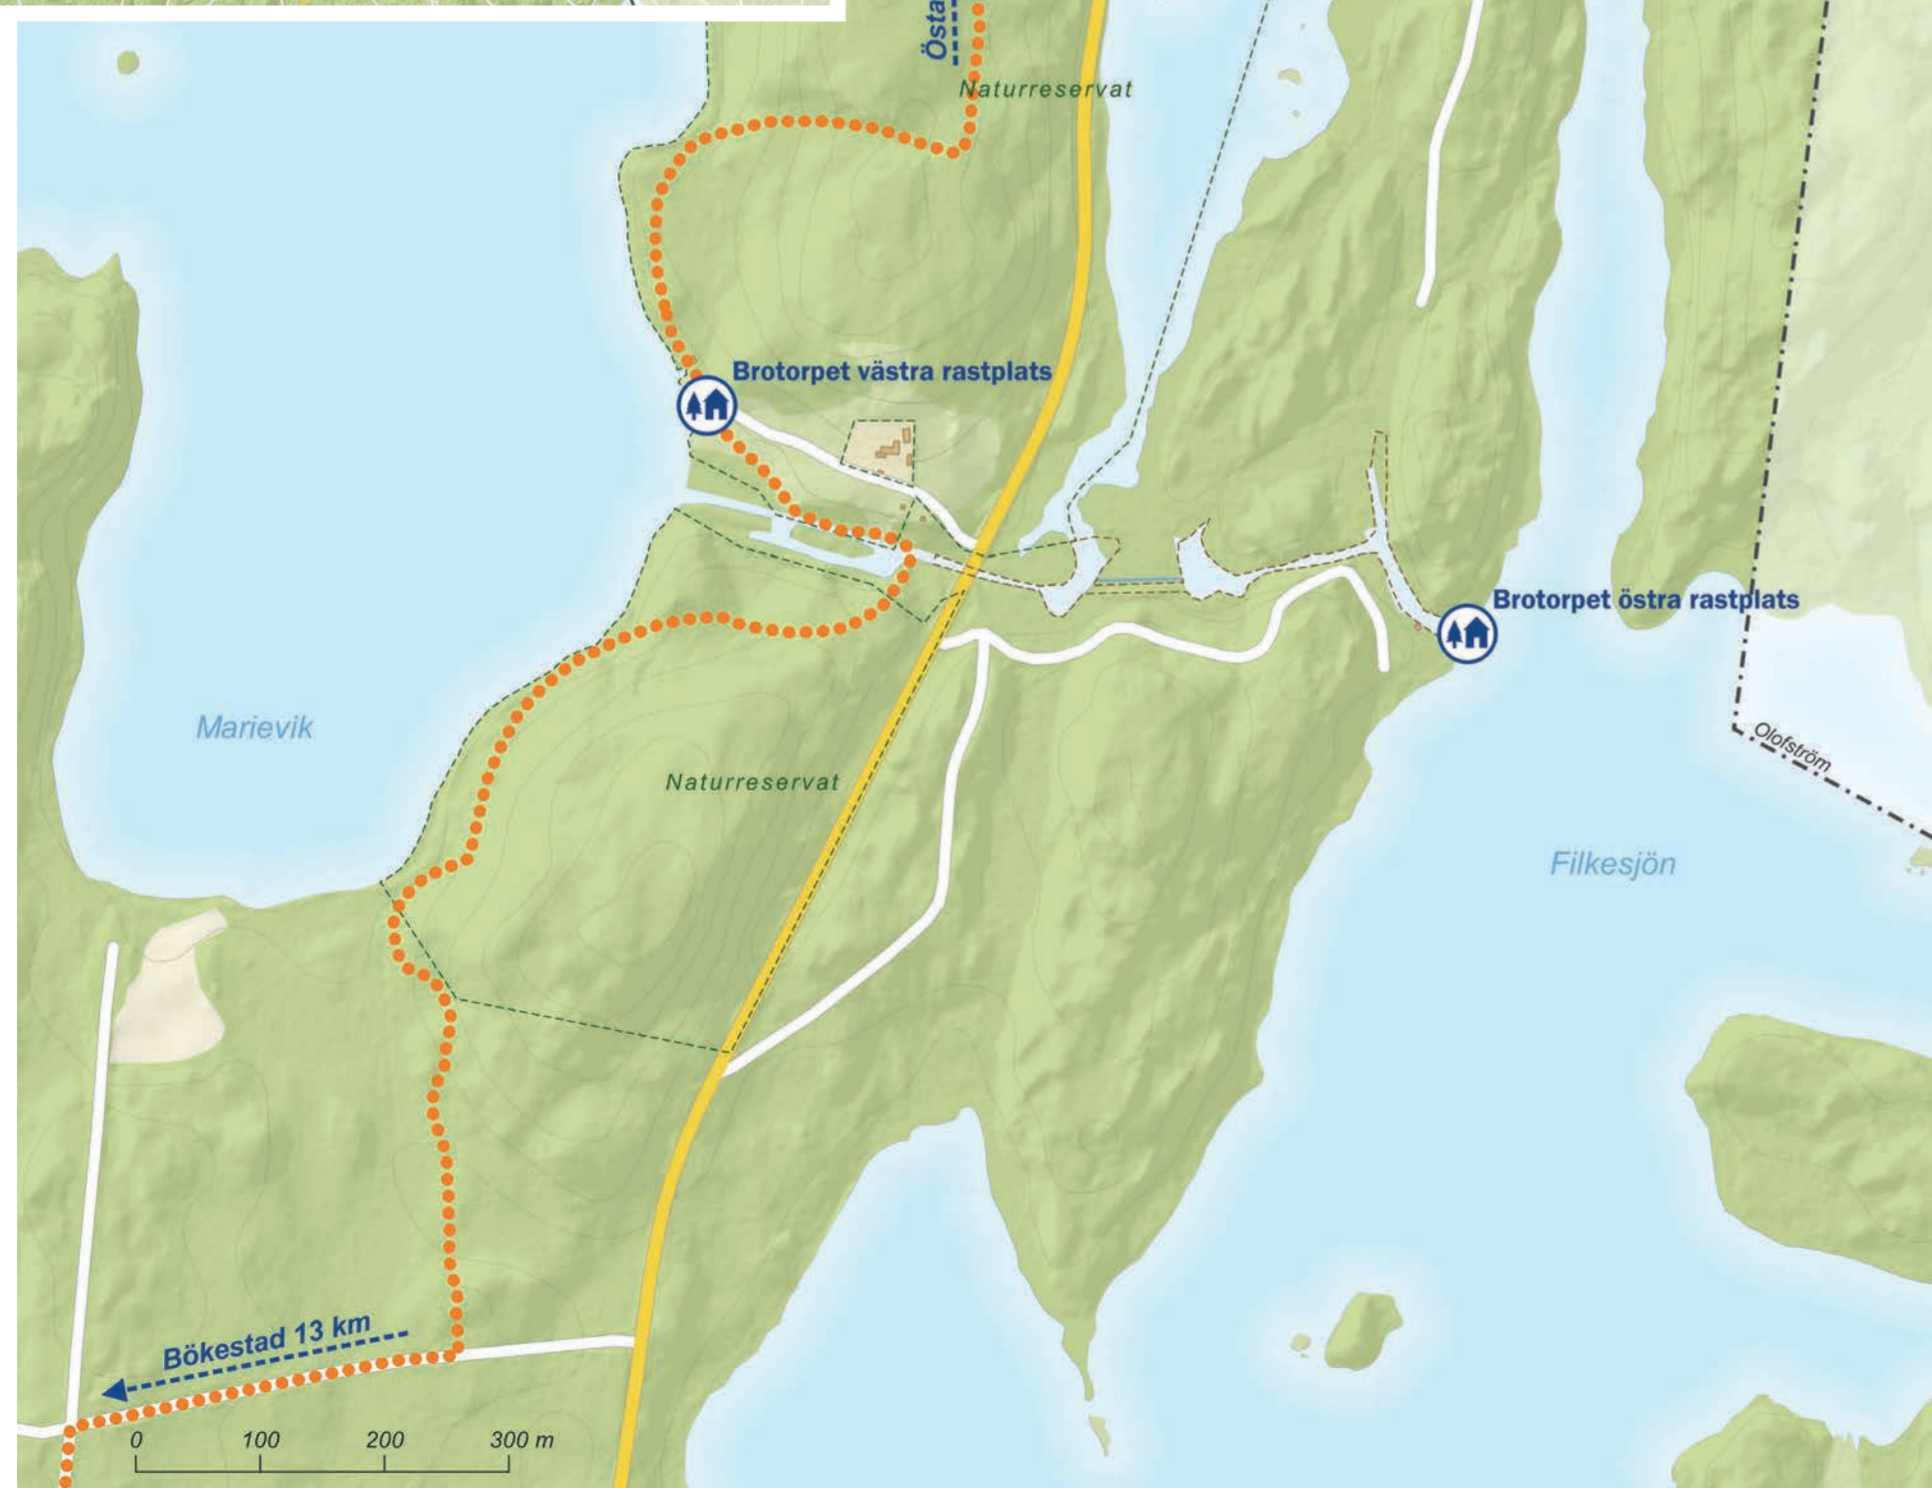 Östa
Naturreservat
Brotorpet västra rastplats
Brotorpet östra rastplats
Marievik
Olofström
Naturreservat
Filkesjön
Bökestad 13 km
0 100 200 300 m